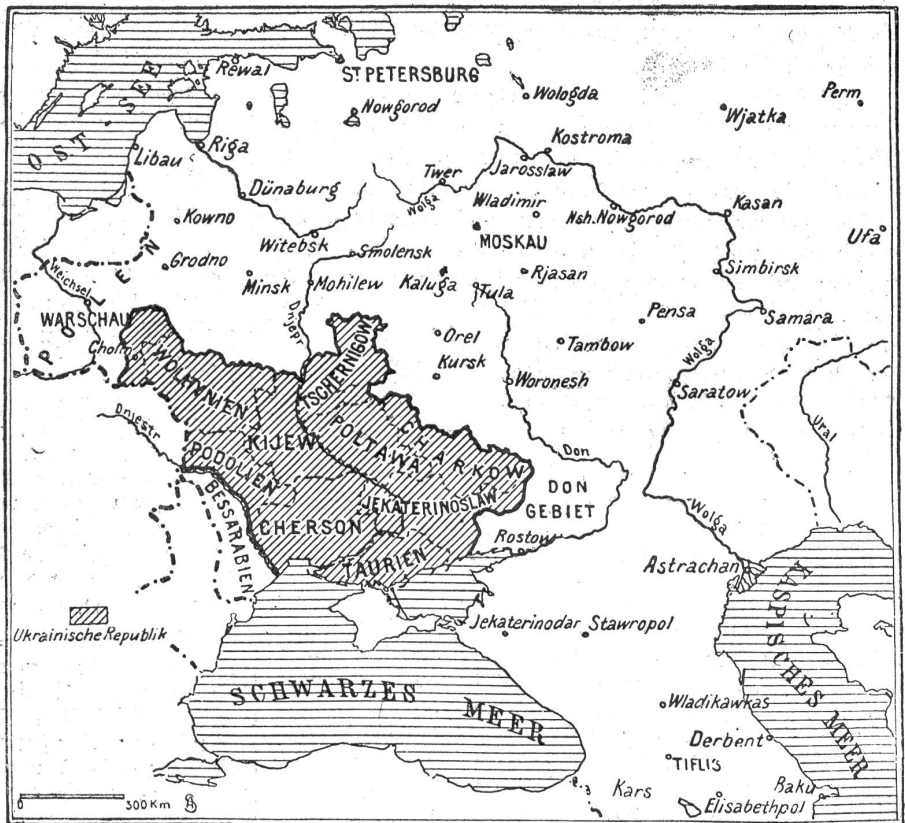 Rewal
ST. PETERSBURG
Nowgorod
Wologda
Wjatka
Perm
OST-SEE
Libau
Riga
Kostroma
Jarosslaw
Twer
Wolga
Dünaburg
Wladimir
Nsh.Nowgorod
Kasan
Kowno
Witebsk
Smolensk
MOSKAU
Ufa
POLEN
Grodno
Minsk
Mohilew
Kaluga
Rjasan
Simbirsk
Tula
Weichsel
WARSCHAU
Dnjepr
Pensa
Samara
Cholm
Orel
Tambow
Wolga
Kursk
WOLHYNIEN
TSCHERNIGOW
Woronesh
Saratow
Dnjestr
Ural
KIJEW
POLTAWA
CHARKOW
PODOLIEN
Don
DON
GEBIET
JEKATERINOSLAW
BESSARABIEN
CHERSON
Wolga
Rostow
TAURIEN
Astrachan
Ukrainische Republik
Jekaterinodar
Stawropol
KASPISCHES MEER
SCHWARZES
MEER
Wladikawkas
Derbent
TIFLIS
Kars
Baku
Elisabethpol
300 Km